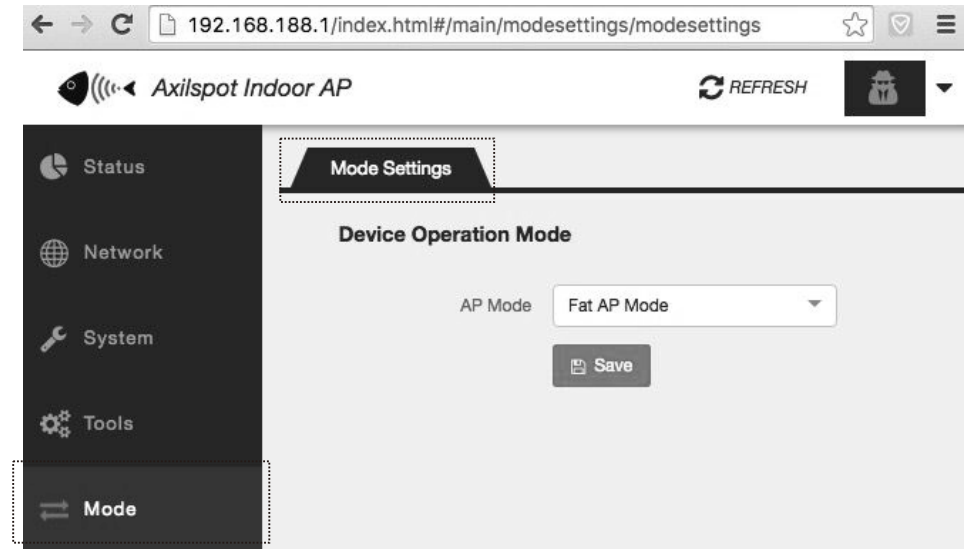 192.168.188.1/index.html#/main/modesettings/modesettings
Axilspot Indoor AP
REFRESH
Status
Network
System
Tools
Mode
Mode Settings
Device Operation Mode
AP Mode
Fat AP Mode
Save